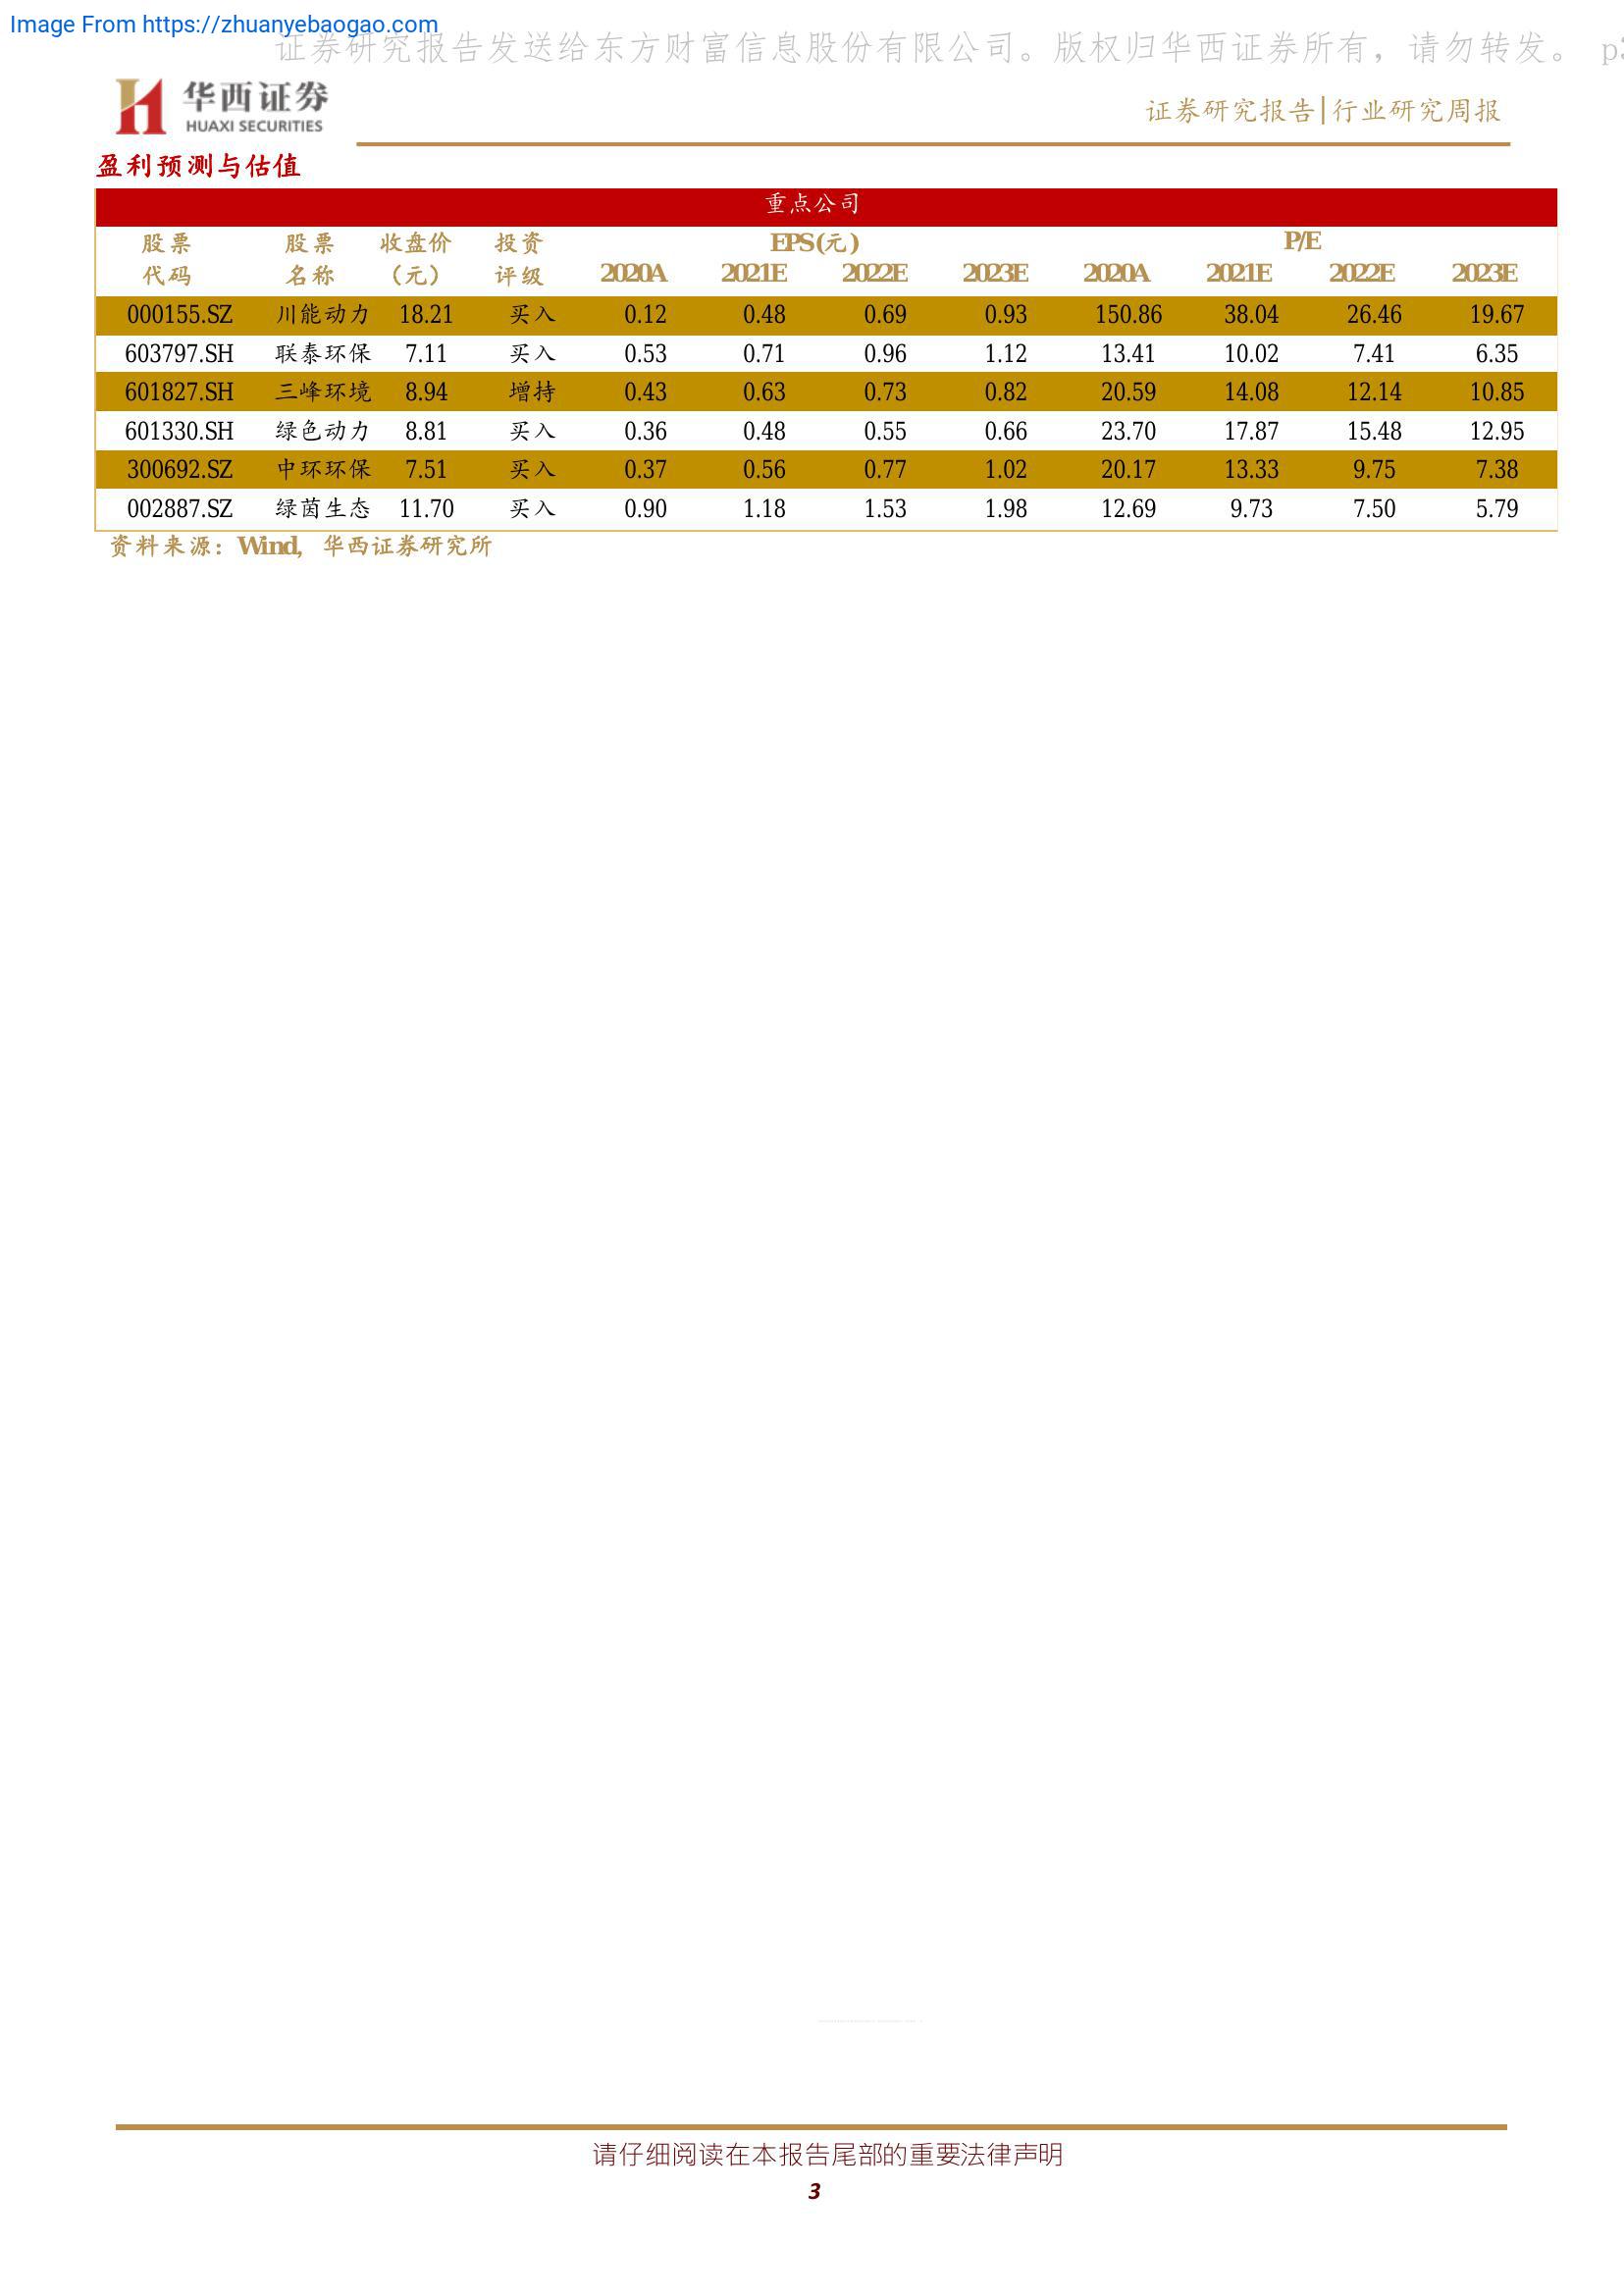 Image From https://zhuanyebaogao.com
证券研究报告发送给东方财富信息股份有限公司。版权归华西证券所有，请勿转发。 p3
华西证券
HUAXI SECURITIES
证券研究报告|行业研究周报
盈利预测与估值
重点公司
股票 股票 收盘价 投资 EPS(元) P/E
代码 名称 （元） 评级 2020A 2021E 2022E 2023E 2020A 2021E 2022E 2023E
000155.SZ 川能动力 18.21 买入 0.12 0.48 0.69 0.93 150.86 38.04 26.46 19.67
603797.SH 联泰环保 7.11 买入 0.53 0.71 0.96 1.12 13.41 10.02 7.41 6.35
601827.SH 三峰环境 8.94 增持 0.43 0.63 0.73 0.82 20.59 14.08 12.14 10.85
601330.SH 绿色动力 8.81 买入 0.36 0.48 0.55 0.66 23.70 17.87 15.48 12.95
300692.SZ 中环环保 7.51 买入 0.37 0.56 0.77 1.02 20.17 13.33 9.75 7.38
002887.SZ 绿茵生态 11.70 买入 0.90 1.18 1.53 1.98 12.69 9.73 7.50 5.79
资料来源：Wind，华西证券研究所
请仔细阅读在本报告尾部的重要法律声明
3